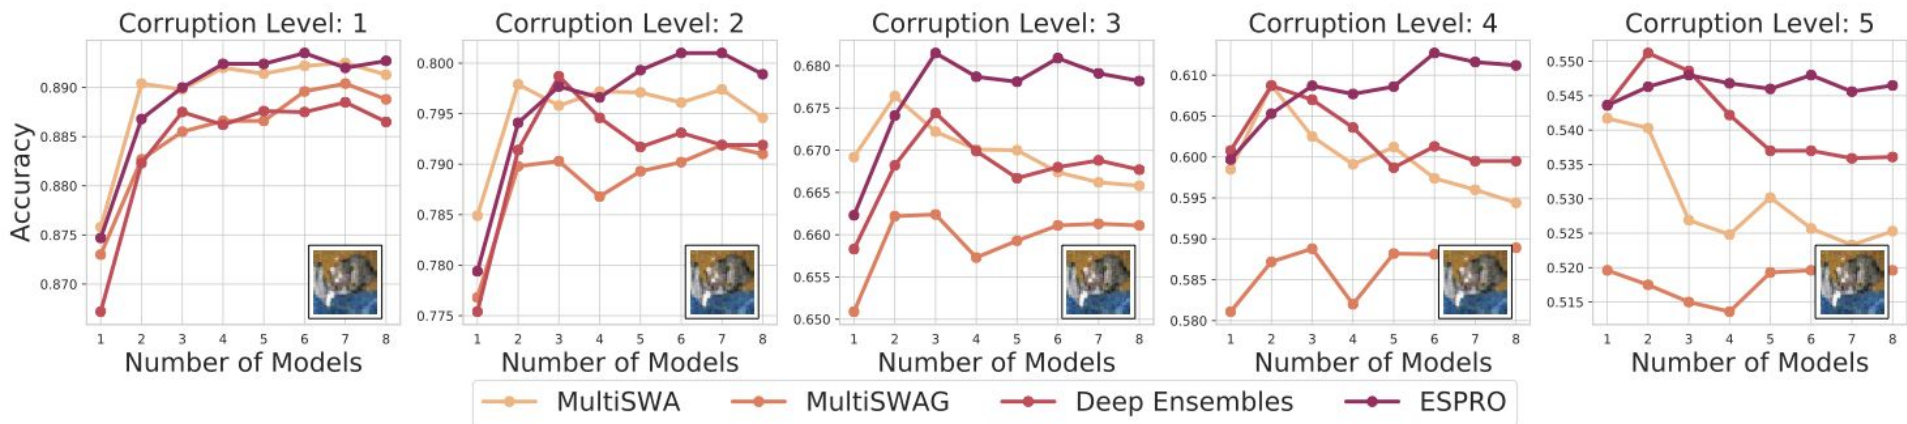 Corruption Level: 1 Corruption Level: 2 Corruption Level: 3 Corruption Level: 4 Corruption Level: 5
Accuracy
0.890
0.885
0.880
0.875
0.870
1 2 3 4 5 6 7 8
Number of Models
0.800
0.795
0.790
0.785
0.780
0.775
1 2 3 4 5 6 7 8
Number of Models
0.680
0.675
0.670
0.665
0.660
0.655
0.650
1 2 3 4 5 6 7 8
Number of Models
0.610
0.605
0.600
0.595
0.590
0.585
0.580
1 2 3 4 5 6 7 8
Number of Models
0.550
0.545
0.540
0.535
0.530
0.525
0.520
0.515
1 2 3 4 5 6 7 8
Number of Models
MultiSWA MultiSWAG Deep Ensembles ESPRO